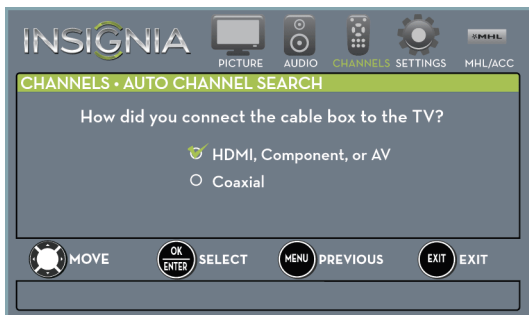 INSIGNIA
PICTURE AUDIO CHANNELS SETTINGS MHL MHL/ACC
CHANNELS • AUTO CHANNEL SEARCH
How did you connect the cable box to the TV?
HDMI, Component, or AV
Coaxial
MOVE OK ENTER SELECT MENU PREVIOUS EXIT EXIT